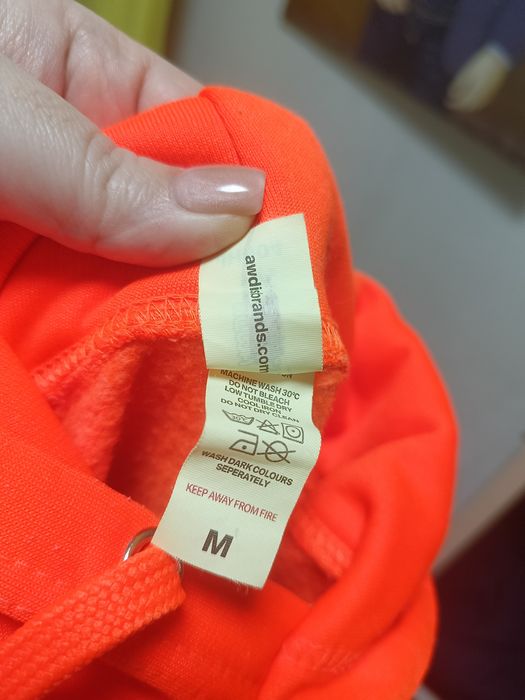 awdisbrands.com
MACHINE WASH 30°C
DO NOT BLEACH
LOW TUMBLE DRY
COOL IRON
DO NOT DRY CLEAN
30
WASH DARK COLOURS
SEPERATELY
KEEP AWAY FROM FIRE
M